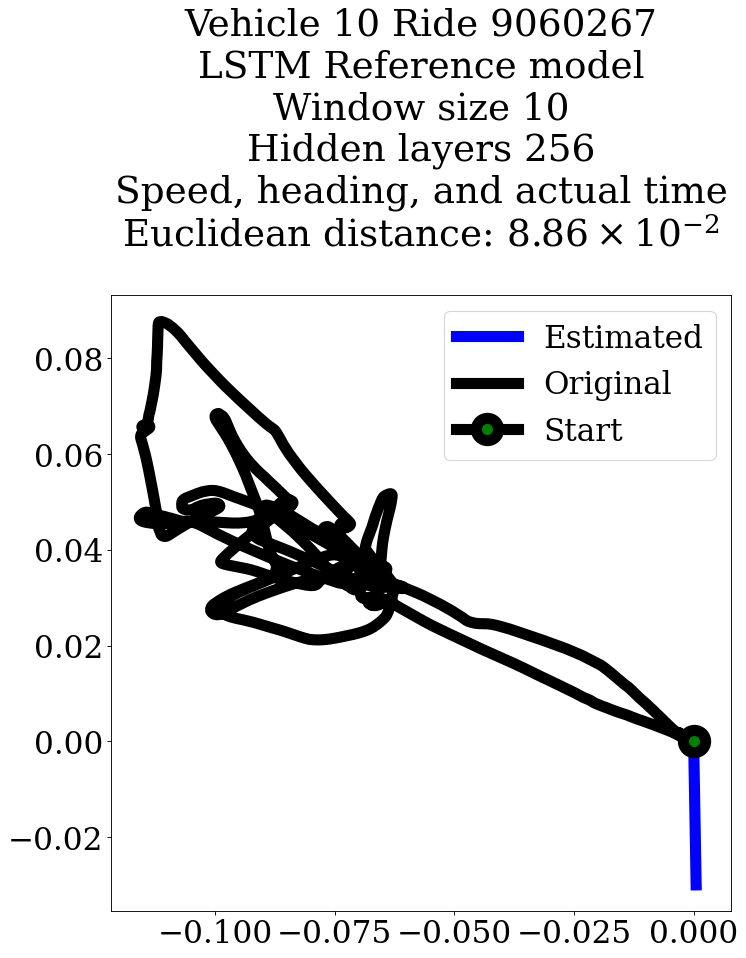 Vehicle 10 Ride 9060267
LSTM Reference model
Window size 10
Hidden layers 256
Speed, heading, and actual time
Euclidean distance: 8.86 × 10⁻²
Estimated
Original
Start
0.08
0.06
0.04
0.02
0.00
−0.02
−0.100 −0.075 −0.050 −0.025 0.000